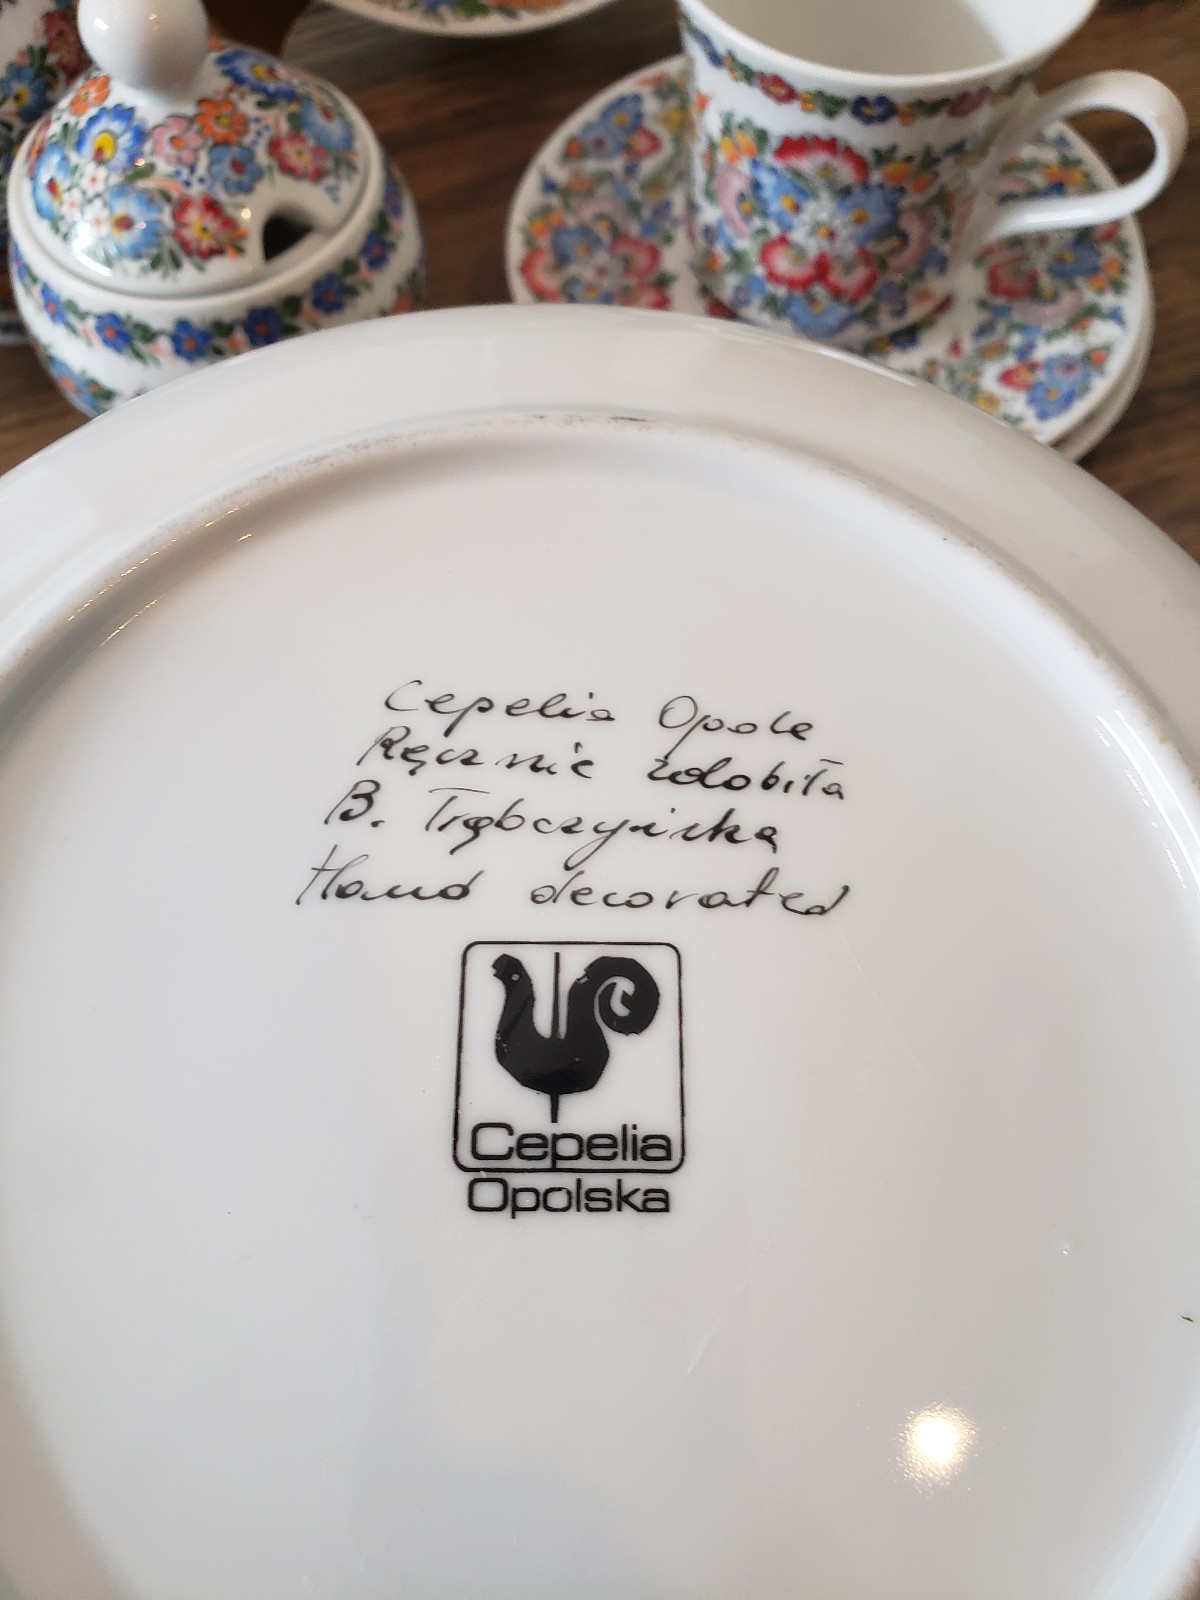 Cepelia Opole
Ręcznie zdobiła
B. Trębczyńska
Hand decorated
Cepelia
Opolska